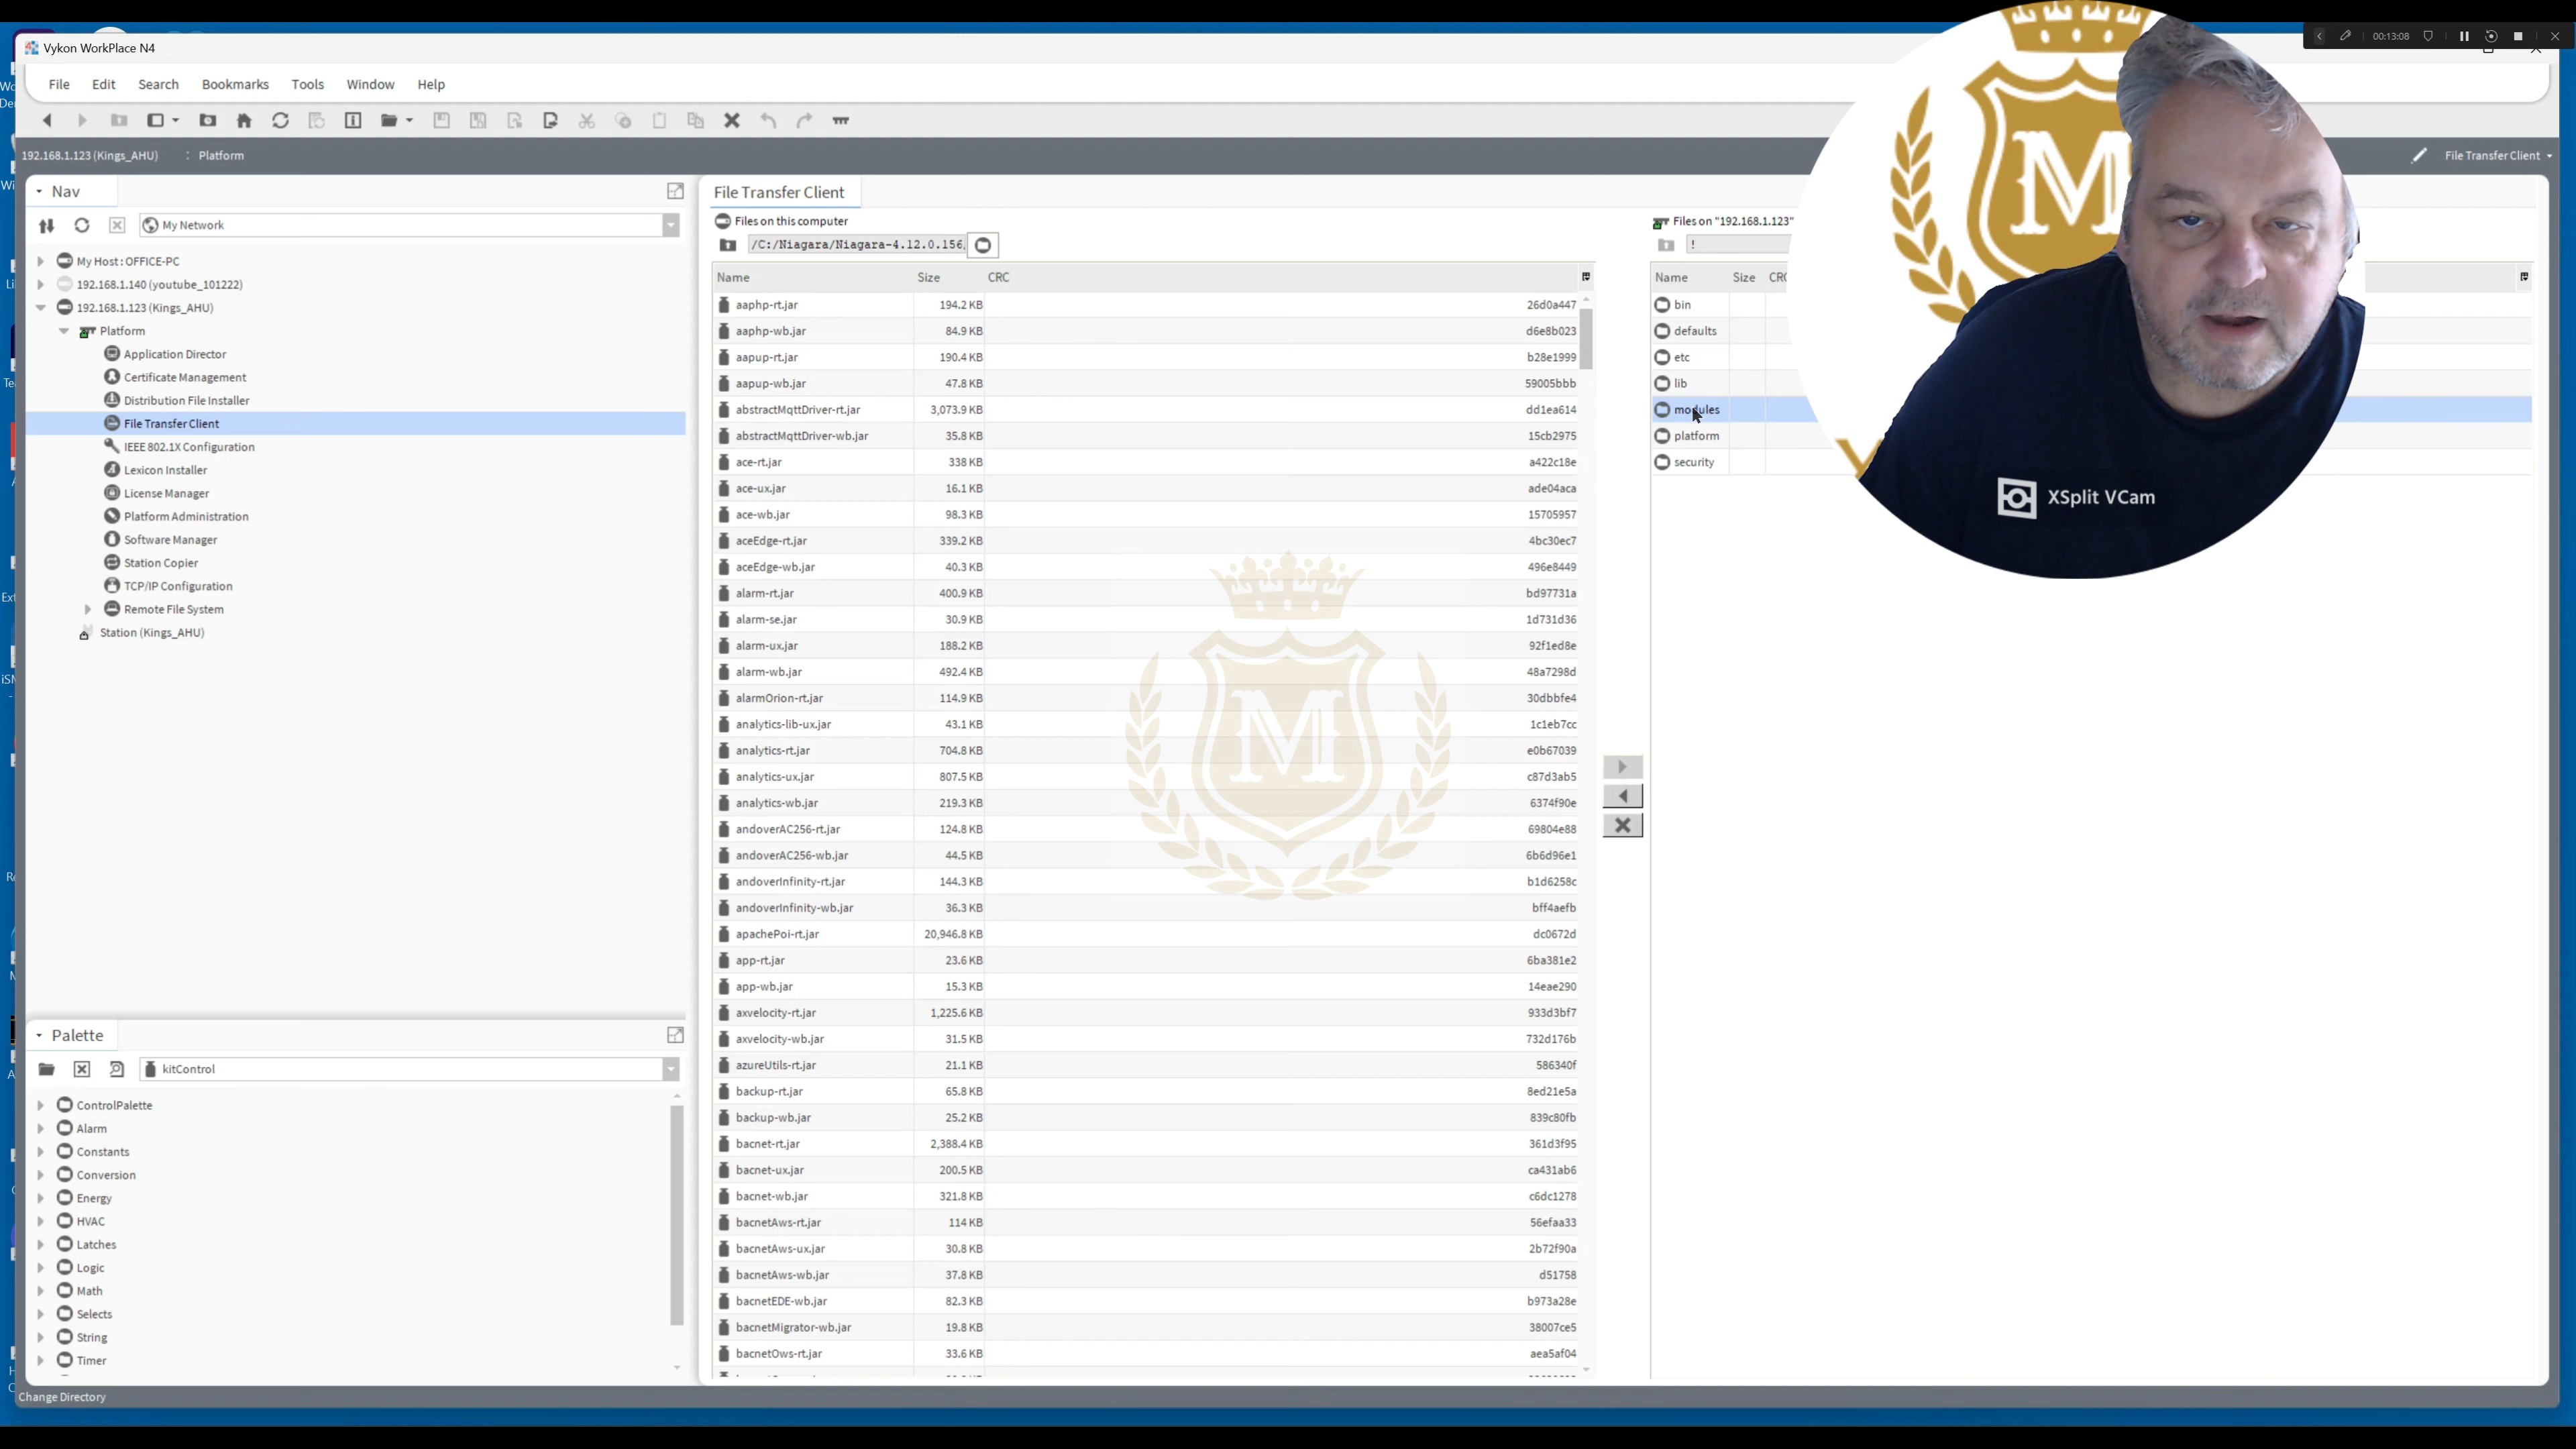 Vykon WorkPlace N4
00:13:08
File Edit Search Bookmarks Tools Window Help
192.168.1.123 (Kings_AHU) : Platform
File Transfer Client
Nav
My Network
My Host : OFFICE-PC
192.168.1.140 (youtube_101222)
192.168.1.123 (Kings_AHU)
Platform
Application Director
Certificate Management
Distribution File Installer
File Transfer Client
IEEE 802.1X Configuration
Lexicon Installer
License Manager
Platform Administration
Software Manager
Station Copier
TCP/IP Configuration
Remote File System
Station (Kings_AHU)
Palette
kitControl
ControlPalette
Alarm
Constants
Conversion
Energy
HVAC
Latches
Logic
Math
Selects
String
Timer
Change Directory
File Transfer Client
Files on this computer
/C:/Niagara/Niagara-4.12.0.156/
Name Size CRC
aaphp-rt.jar 194.2 KB 26d0a447
aaphp-wb.jar 84.9 KB d6e8b023
aapup-rt.jar 190.4 KB b28e1999
aapup-wb.jar 47.8 KB 59005bbb
abstractMqttDriver-rt.jar 3,073.9 KB dd1ea614
abstractMqttDriver-wb.jar 35.8 KB 15cb2975
ace-rt.jar 338 KB a422c18e
ace-ux.jar 16.1 KB ade04aca
ace-wb.jar 98.3 KB 15705957
aceEdge-rt.jar 339.2 KB 4bc30ec7
aceEdge-wb.jar 40.3 KB 496e8449
alarm-rt.jar 400.9 KB bd97731a
alarm-se.jar 30.9 KB 1d731d36
alarm-ux.jar 188.2 KB 92f1ed8e
alarm-wb.jar 492.4 KB 48a7298d
alarmOrion-rt.jar 114.9 KB 30dbbfe4
analytics-lib-ux.jar 43.1 KB 1c1eb7cc
analytics-rt.jar 704.8 KB e0b67039
analytics-ux.jar 807.5 KB c87d3ab5
analytics-wb.jar 219.3 KB 6374f90e
andoverAC256-rt.jar 124.8 KB 69804e88
andoverAC256-wb.jar 44.5 KB 6b6d96e1
andoverInfinity-rt.jar 144.3 KB b1d6258c
andoverInfinity-wb.jar 36.3 KB bff4aefb
apachePoi-rt.jar 20,946.8 KB dc0672d
app-rt.jar 23.6 KB 6ba381e2
app-wb.jar 15.3 KB 14eae290
axvelocity-rt.jar 1,225.6 KB 933d3bf7
axvelocity-wb.jar 31.5 KB 732d176b
azureUtils-rt.jar 21.1 KB 586340f
backup-rt.jar 65.8 KB 8ed21e5a
backup-wb.jar 25.2 KB 839c80fb
bacnet-rt.jar 2,388.4 KB 361d3f95
bacnet-ux.jar 200.5 KB ca431ab6
bacnet-wb.jar 321.8 KB c6dc1278
bacnetAws-rt.jar 114 KB 56efaa33
bacnetAws-ux.jar 30.8 KB 2b72f90a
bacnetAws-wb.jar 37.8 KB d51758
bacnetEDE-wb.jar 82.3 KB b973a28e
bacnetMigrator-wb.jar 19.8 KB 38007ce5
bacnetOws-rt.jar 33.6 KB aea5af04
M
Files on "192.168.1.123"
!
Name Size CRC
bin
defaults
etc
lib
modules
platform
security
M
XSplit VCam